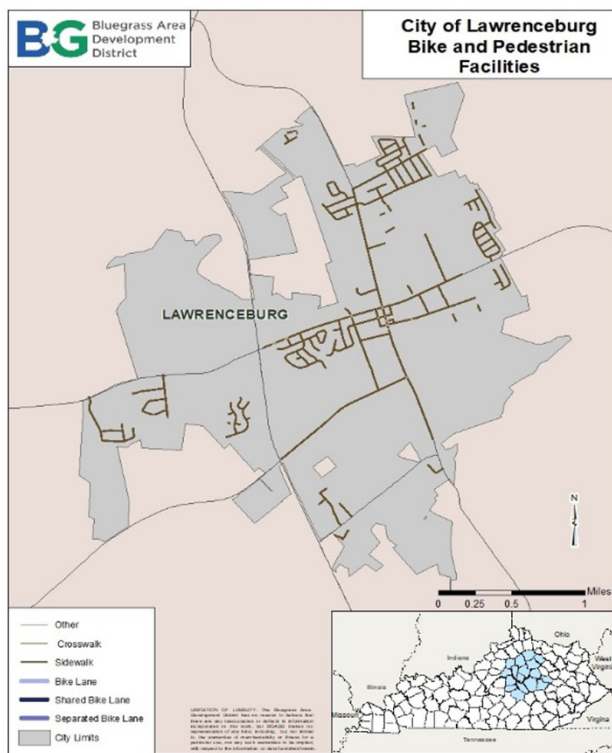 B&G Bluegrass Area
Development
District
City of Lawrenceburg
Bike and Pedestrian
Facilities
LAWRENCEBURG
N
Miles
0 0.25 0.5 1
Other
Crosswalk
Sidewalk
Bike Lane
Shared Bike Lane
Separated Bike Lane
City Limits
Ohio
Indiana
West
Virginia
Illinois
Missouri
Virginia
Tennessee